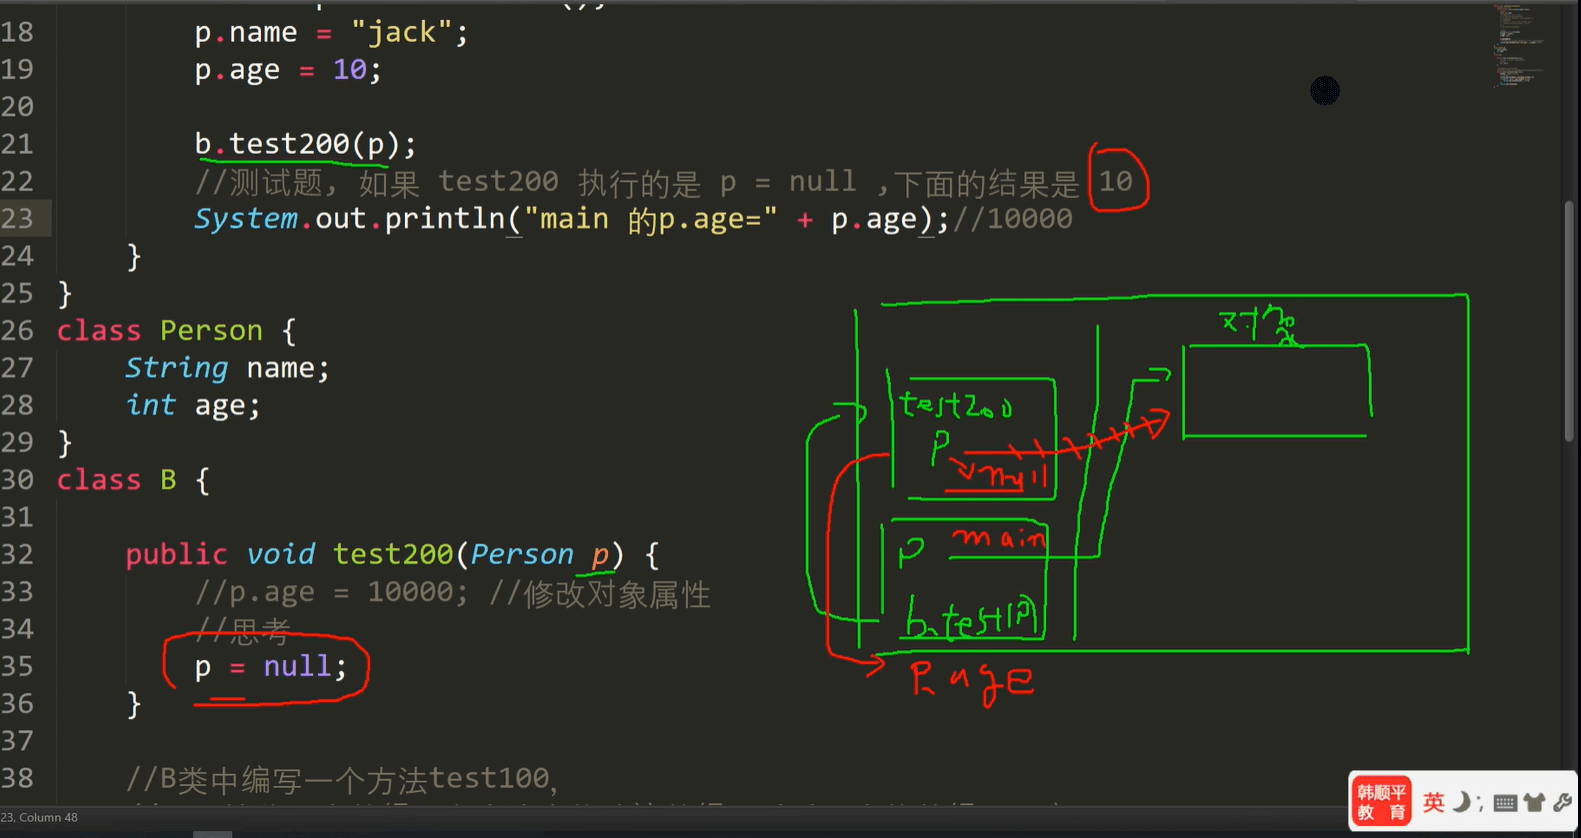 18 p.name = "jack";
19 p.age = 10;
20
21 b.test200(p);
22 //测试题, 如果 test200 执行的是 p = null ,下面的结果是 10
23 System.out.println("main 的p.age=" + p.age);//10000
24 }
25 }
26 class Person {
27 String name;
28 int age;
29 }
30 class B {
31
32 public void test200(Person p) {
33 //p.age = 10000; //修改对象属性
34 //思考
35 p = null;
36 }
37
38 //B类中编写一个方法test100,
对象
test200
p
null
p main
b.test(P)
P.age
韩顺平
教 育
英
23, Column 48